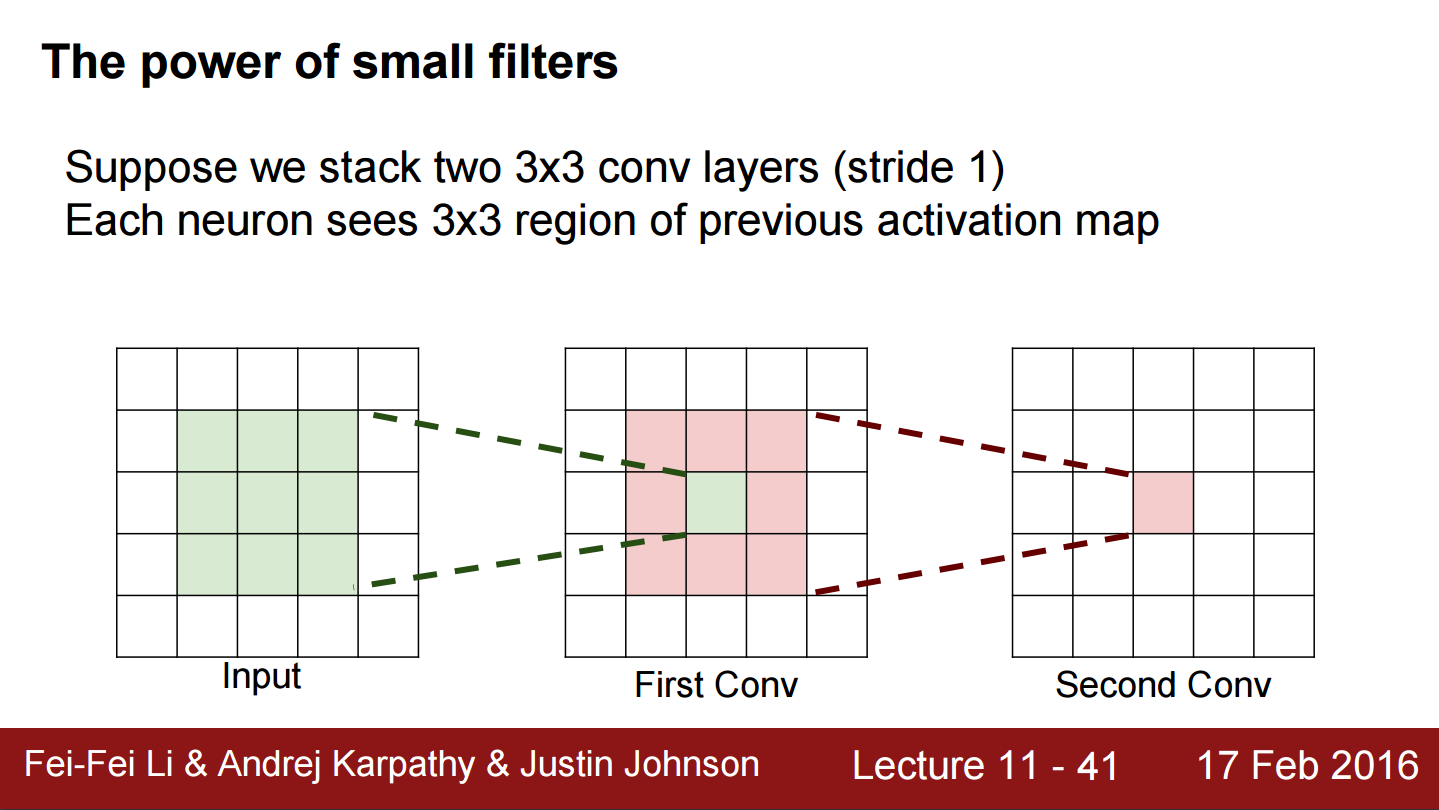 The power of small filters
Suppose we stack two 3x3 conv layers (stride 1)
Each neuron sees 3x3 region of previous activation map
Input
First Conv
Second Conv
Fei-Fei Li & Andrej Karpathy & Justin Johnson
Lecture 11 - 41
17 Feb 2016